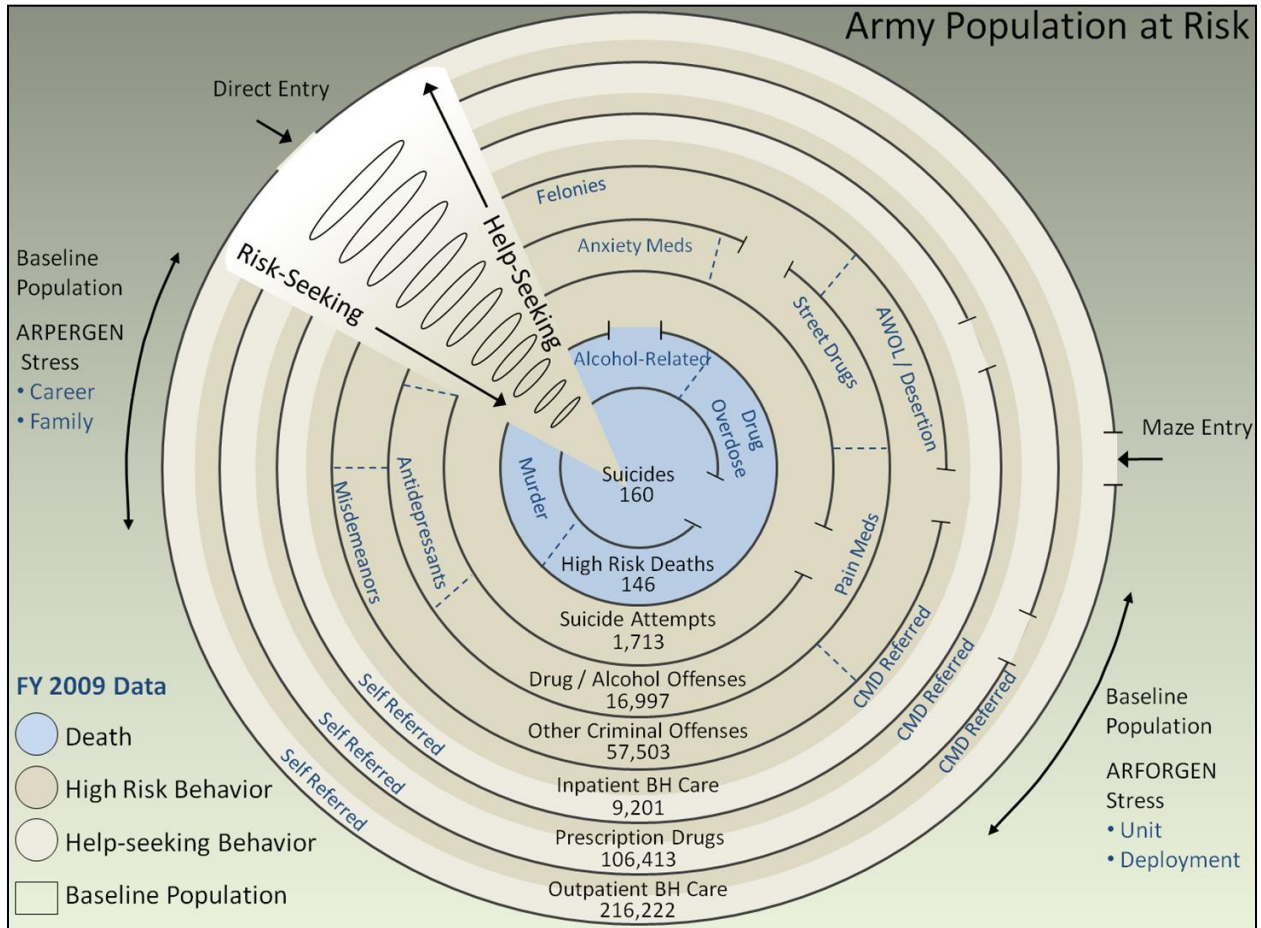 Army Population at Risk
Direct Entry
Help-Seeking
Risk-Seeking
Baseline
Population
ARPERGEN
Stress
• Career
• Family
Felonies
Anxiety Meds
Street Drugs
AWOL / Desertion
Alcohol-Related
Drug
Overdose
Maze Entry
Murder
Suicides
160
High Risk Deaths
146
Antidepressants
Misdemeanors
Pain Meds
Suicide Attempts
1,713
Drug / Alcohol Offenses
16,997
Other Criminal Offenses
57,503
Inpatient BH Care
9,201
Prescription Drugs
106,413
Outpatient BH Care
216,222
Self Referred
Self Referred
Self Referred
CMD Referred
CMD Referred
CMD Referred
Baseline
Population
ARFORGEN
Stress
• Unit
• Deployment
FY 2009 Data
Death
High Risk Behavior
Help-seeking Behavior
Baseline Population